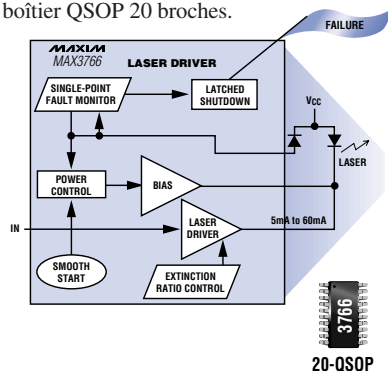 boîtier QSOP 20 broches.
FAILURE
MAXIM
MAX3766
LASER DRIVER
SINGLE-POINT
FAULT MONITOR
LATCHED
SHUTDOWN
VCC
LASER
POWER
CONTROL
BIAS
5mA to 60mA
IN
LASER
DRIVER
SMOOTH
START
EXTINCTION
RATIO CONTROL
3766
20-QSOP